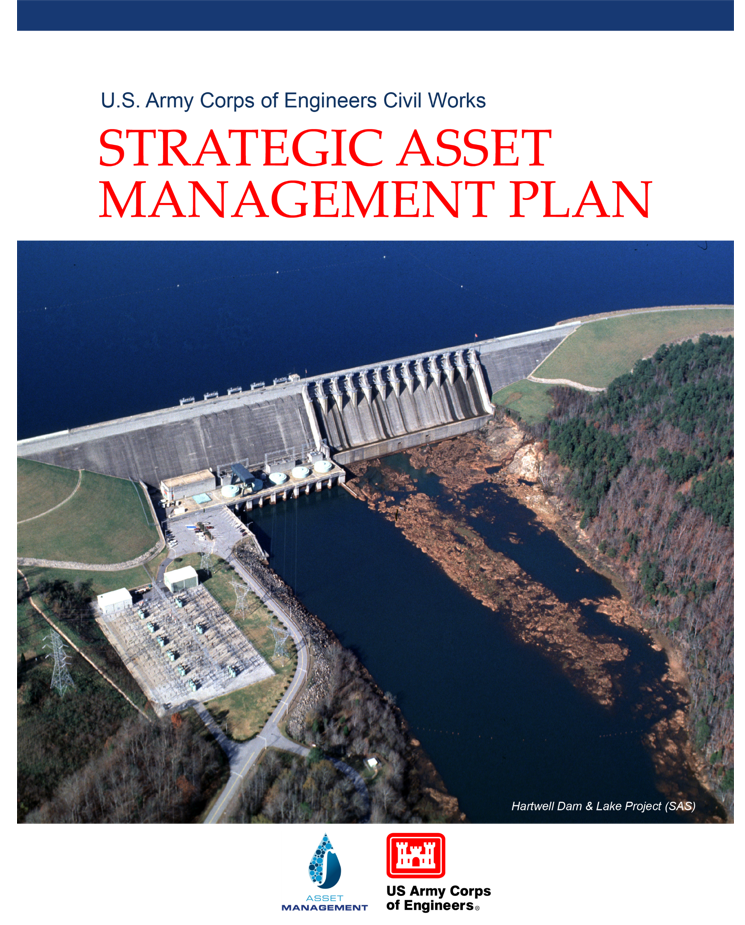 U.S. Army Corps of Engineers Civil Works
STRATEGIC ASSET
MANAGEMENT PLAN
Hartwell Dam & Lake Project (SAS)
ASSET
MANAGEMENT
US Army Corps
of Engineers®